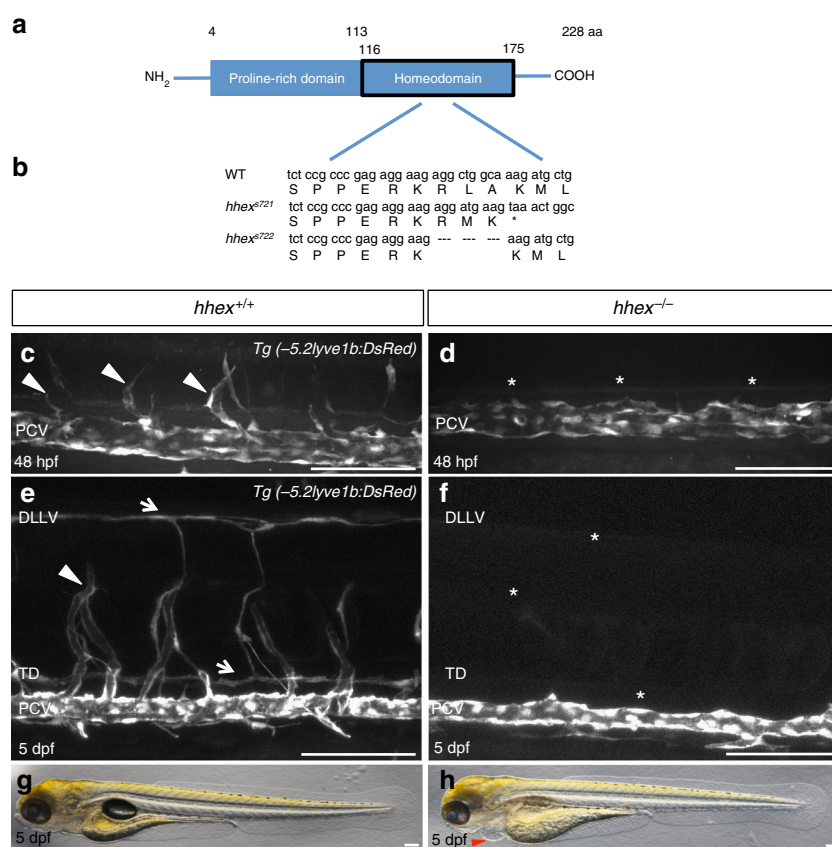 a
4 113 228 aa
116 175
NH2 Proline-rich domain Homeodomain COOH
b
WT tct ccg ccc gag agg aag agg ctg gca aag atg ctg
S P P E R K R L A K M L
hhex^s721 tct ccg ccc gag agg aag agg atg aag taa act ggc
S P P E R K R M K *
hhex^s722 tct ccg ccc gag agg aag --- --- --- aag atg ctg
S P P E R K K M L
hhex+/+ hhex–/–
c Tg (–5.2lyve1b:DsRed) d
* * *
PCV PCV
48 hpf 48 hpf
e Tg (–5.2lyve1b:DsRed) f
DLLV DLLV
*
*
TD TD
*
PCV PCV
5 dpf 5 dpf
g h
5 dpf 5 dpf